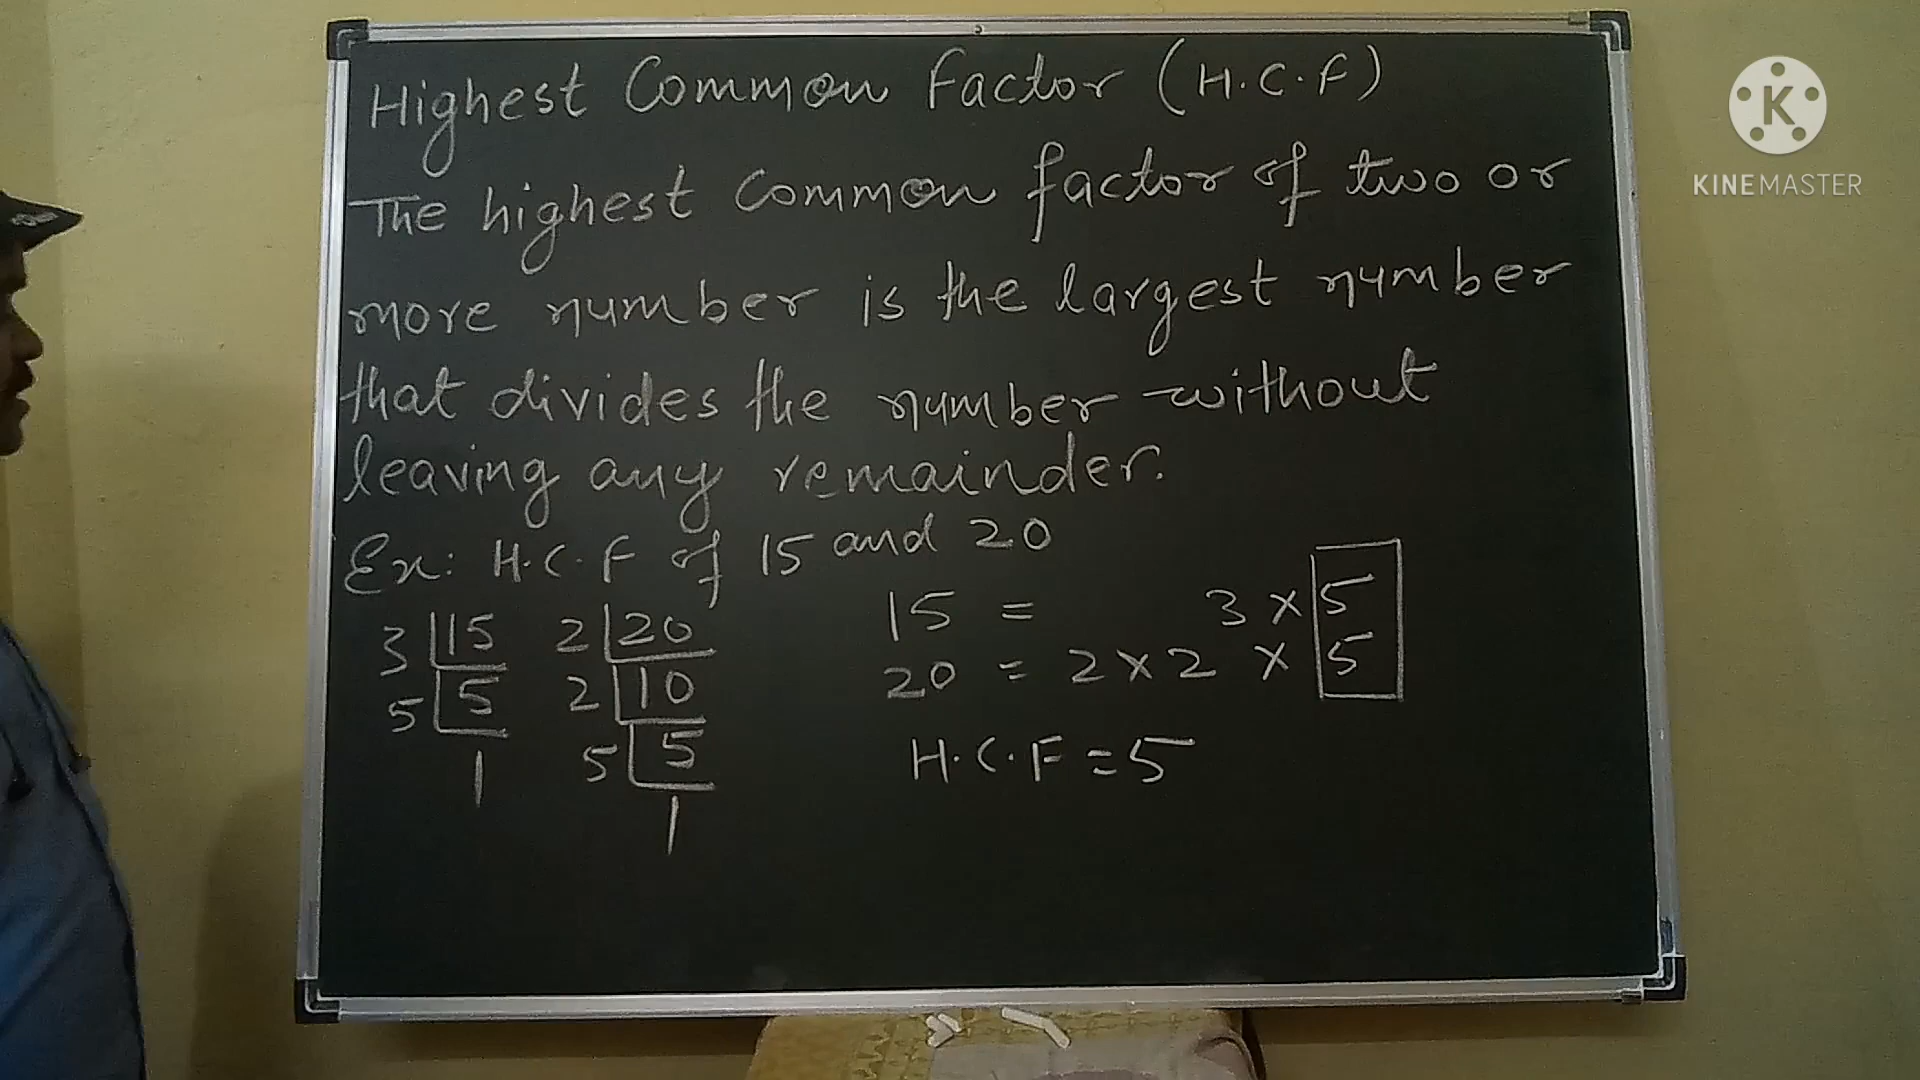 Highest Common Factor (H.C.F)
The highest common factor of two or
more number is the largest number
that divides the number without
leaving any remainder.
Ex: H.C.F of 15 and 20
3 15 2 20 15 = 3 × 5
5 5 2 10 20 = 2 × 2 × 5
1 5 5 H.C.F = 5
1
K
KINEMASTER